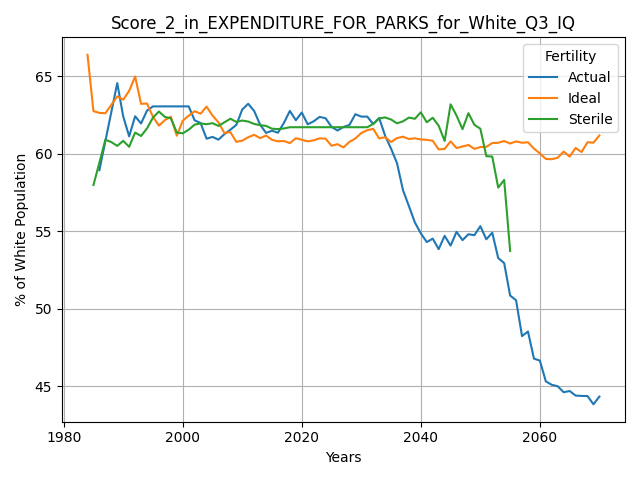 Score_2_in_EXPENDITURE_FOR_PARKS_for_White_Q3_IQ
% of White Population
65
60
55
50
45
1980
2000
2020
2040
2060
Years
Fertility
Actual
Ideal
Sterile